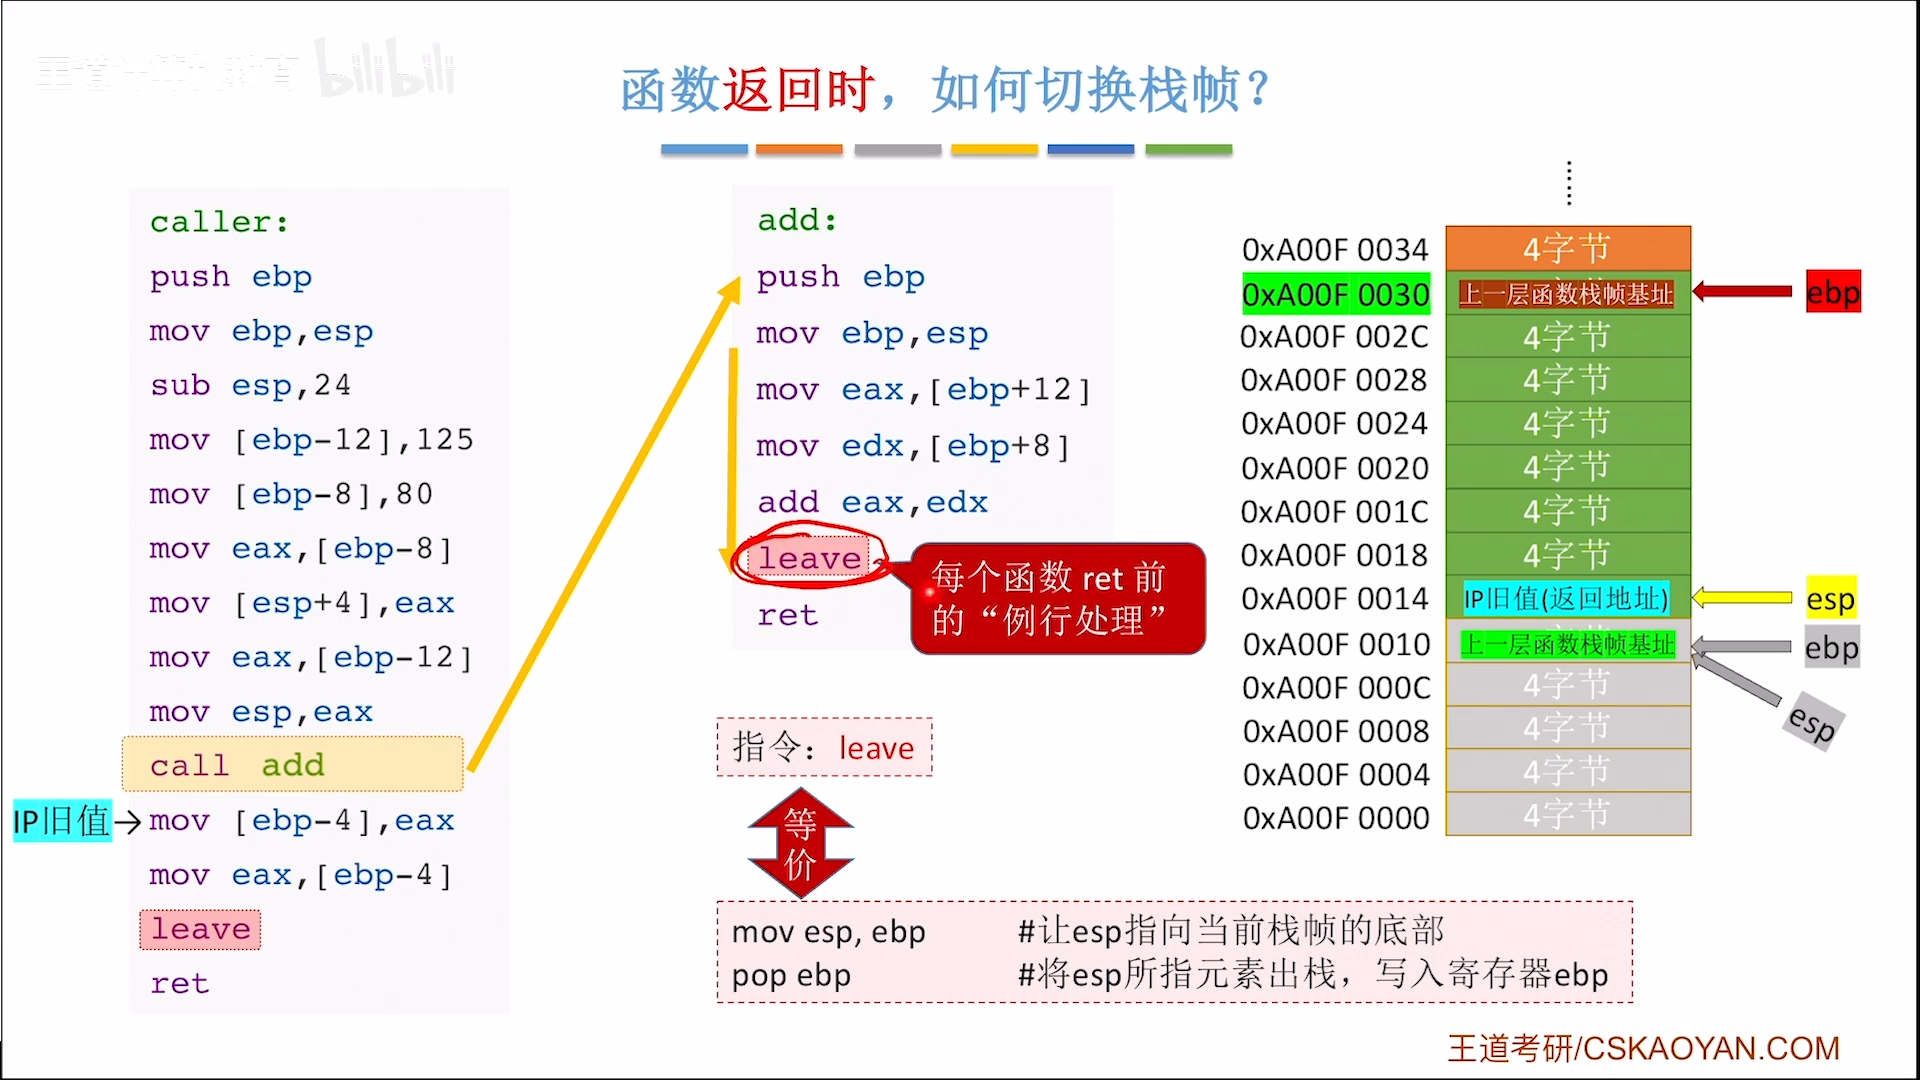 bilibili
函数返回时，如何切换栈帧？
caller:
push ebp
mov ebp,esp
sub esp,24
mov [ebp-12],125
mov [ebp-8],80
mov eax,[ebp-8]
mov [esp+4],eax
mov eax,[ebp-12]
mov esp,eax
call add
IP旧值→mov [ebp-4],eax
mov eax,[ebp-4]
leave
ret
add:
push ebp
mov ebp,esp
mov eax,[ebp+12]
mov edx,[ebp+8]
add eax,edx
leave
ret
每个函数 ret 前
的“例行处理”
指令：leave
等
价
mov esp, ebp #让esp指向当前栈帧的底部
pop ebp #将esp所指元素出栈，写入寄存器ebp
0xA00F 0034 4字节
0xA00F 0030 上一层函数栈帧基址 ebp
0xA00F 002C 4字节
0xA00F 0028 4字节
0xA00F 0024 4字节
0xA00F 0020 4字节
0xA00F 001C 4字节
0xA00F 0018 4字节
0xA00F 0014 IP旧值(返回地址) esp
0xA00F 0010 上一层函数栈帧基址 ebp
0xA00F 000C 4字节 esp
0xA00F 0008 4字节
0xA00F 0004 4字节
0xA00F 0000 4字节
王道考研/CSKAOYAN.COM